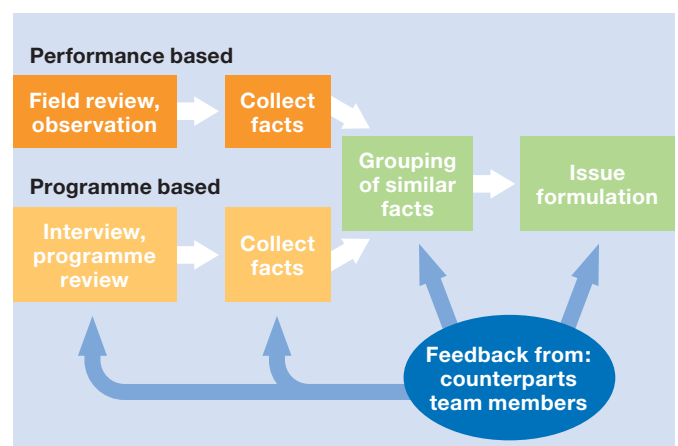 Performance based
Field review,
observation
Collect
facts
Grouping
of similar
facts
Issue
formulation
Programme based
Interview,
programme
review
Collect
facts
Feedback from:
counterparts
team members